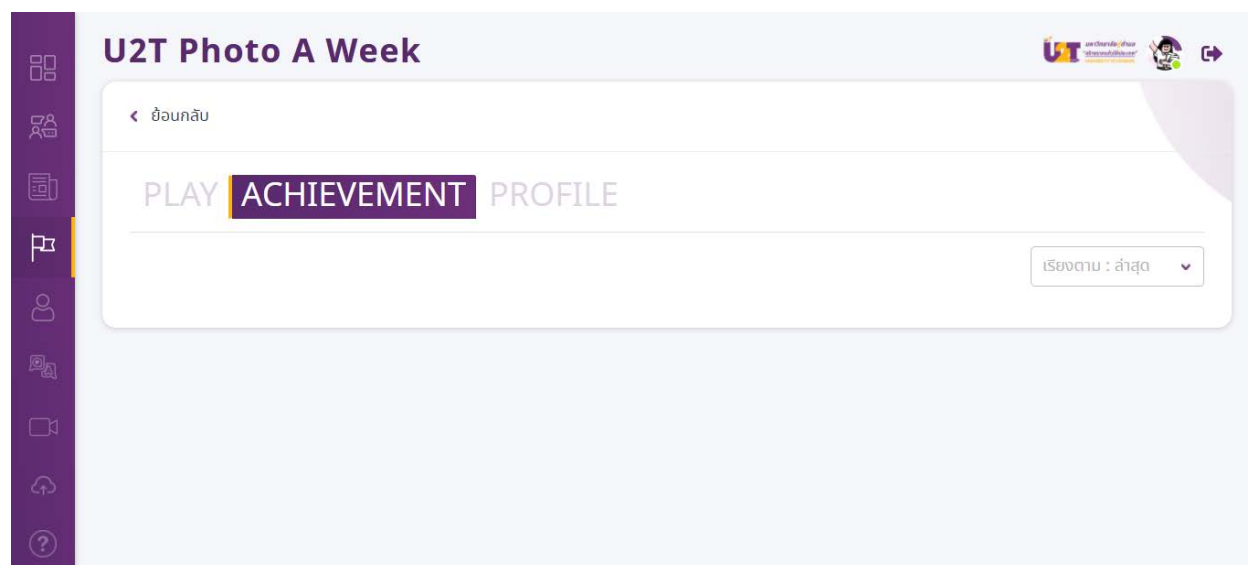 U2T Photo A Week
U2T
ย้อนกลับ
PLAY ACHIEVEMENT PROFILE
เรียงตาม : ล่าสุด